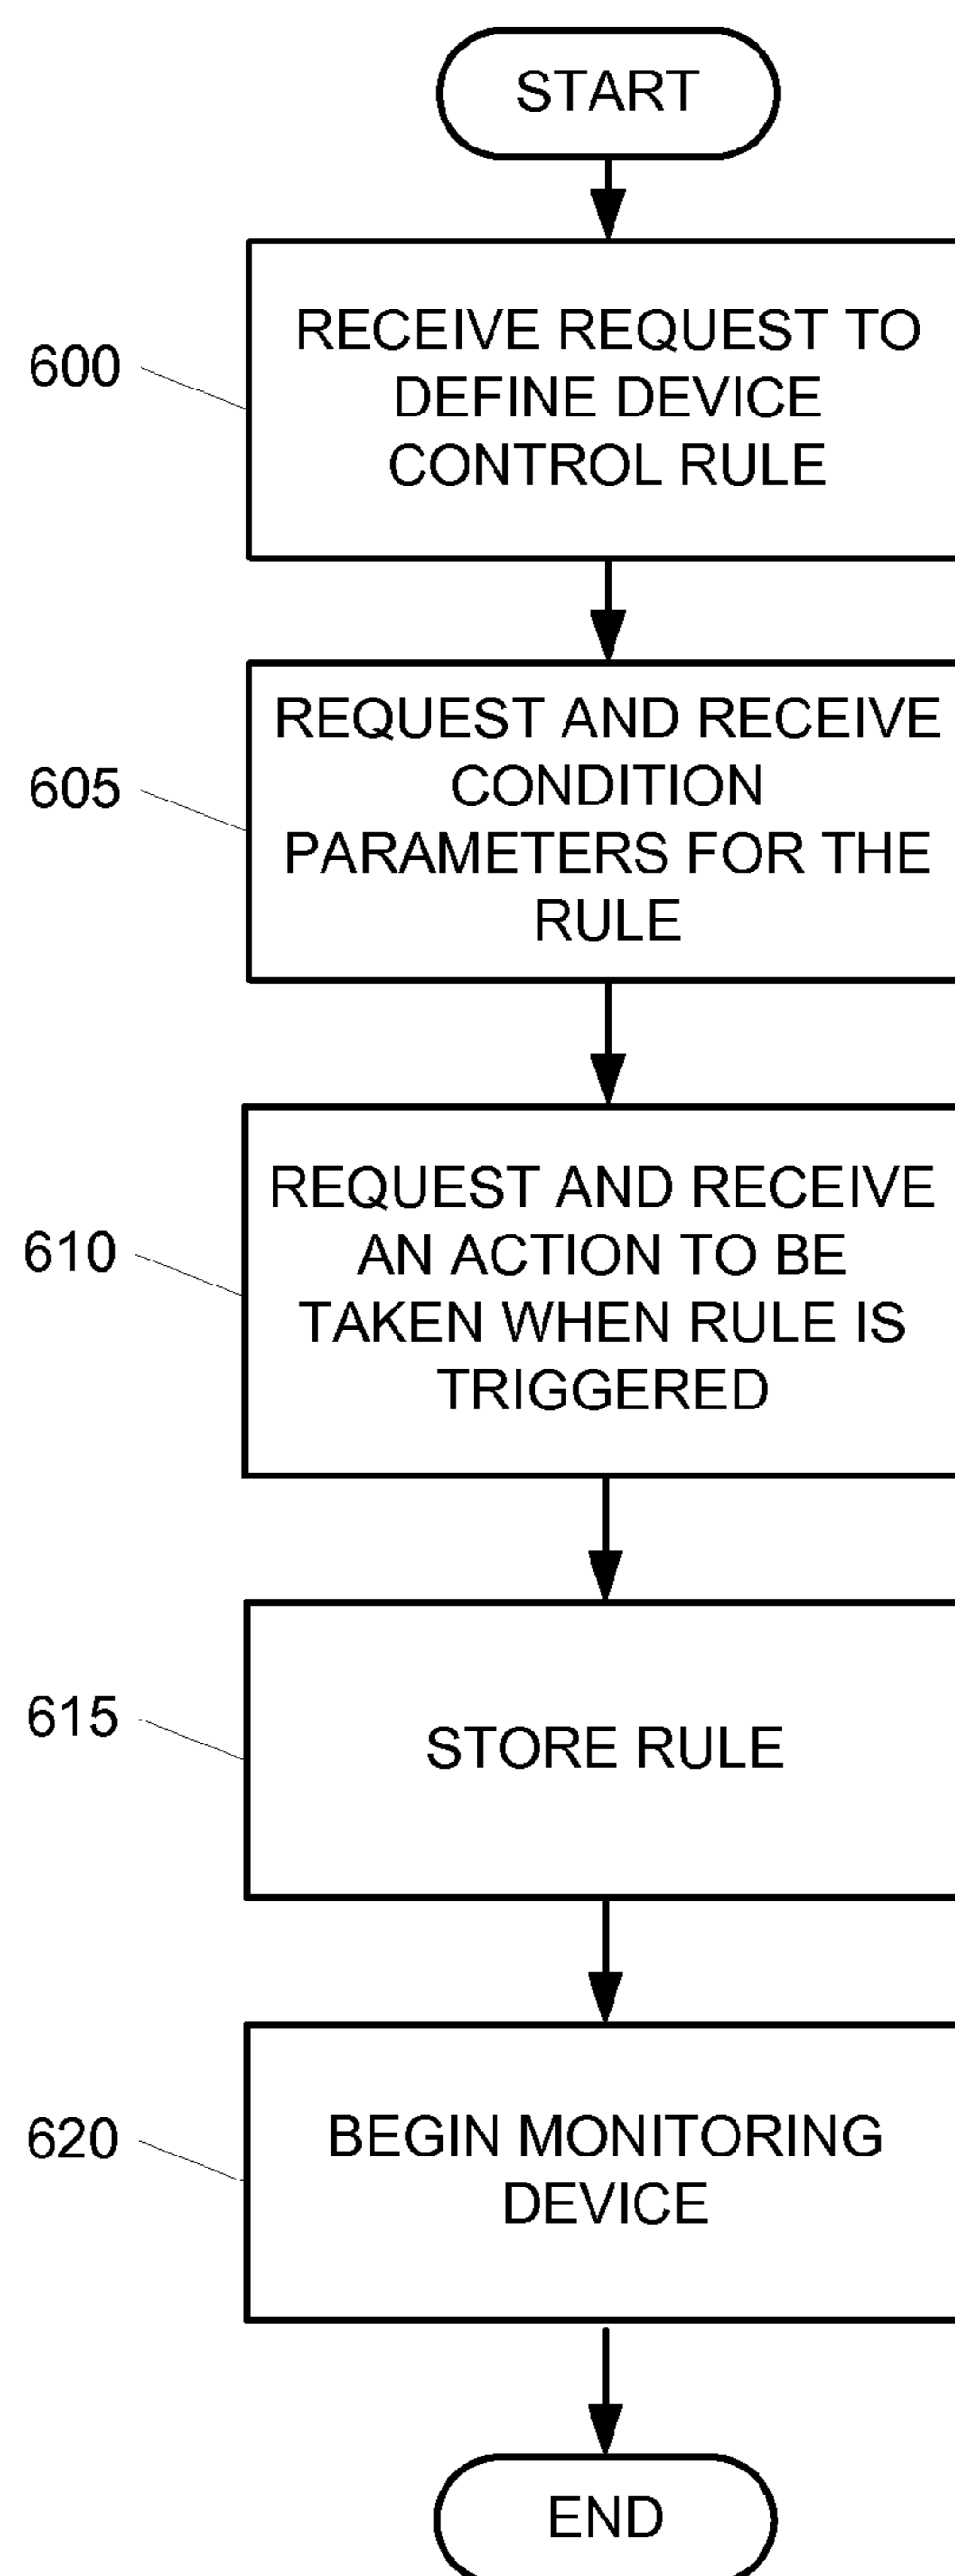 START
600
RECEIVE REQUEST TO
DEFINE DEVICE
CONTROL RULE
605
REQUEST AND RECEIVE
CONDITION
PARAMETERS FOR THE
RULE
610
REQUEST AND RECEIVE
AN ACTION TO BE
TAKEN WHEN RULE IS
TRIGGERED
615
STORE RULE
620
BEGIN MONITORING
DEVICE
END